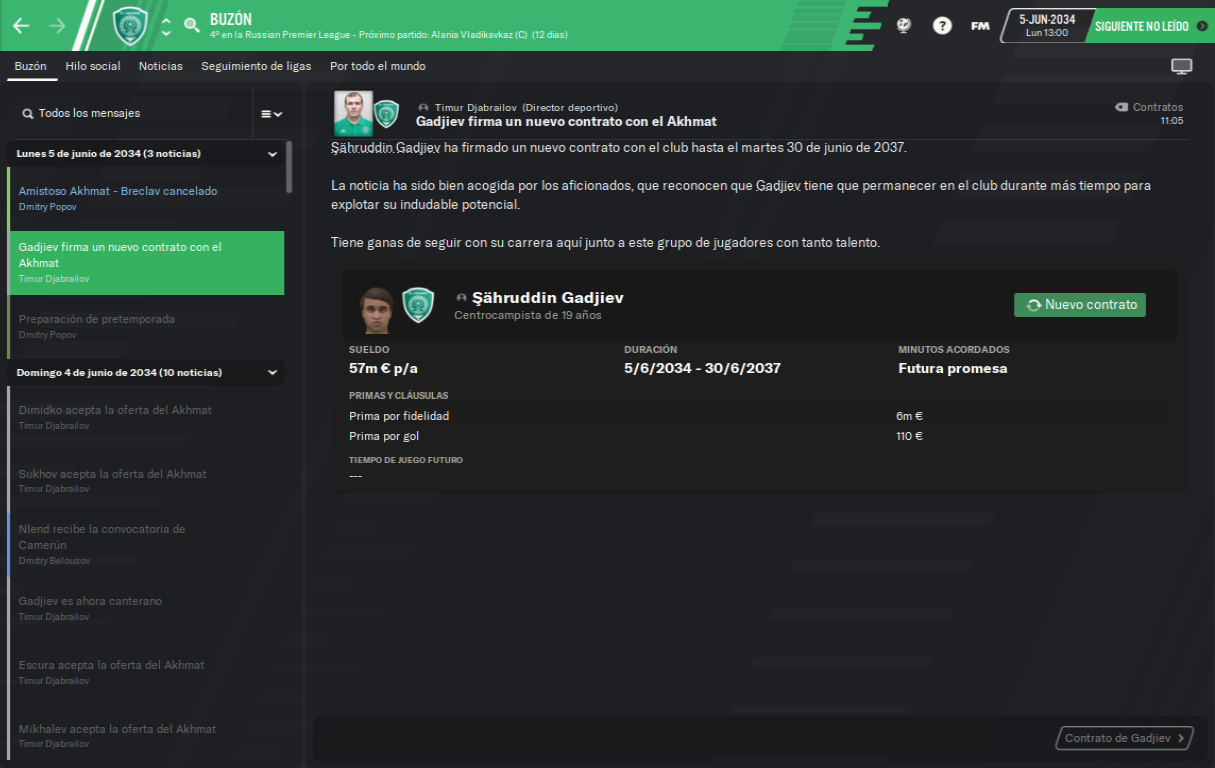 BUZÓN
4º en la Russian Premier League - Próximo partido: Alania Vladikavkaz (C) (12 días)
?
FM
5-JUN-2034
Lun 13:00
SIGUIENTE NO LEÍDO
Buzón
Hilo social
Noticias
Seguimiento de ligas
Por todo el mundo
Todos los mensajes
Lunes 5 de junio de 2034 (3 noticias)
Amistoso Akhmat - Breclav cancelado
Dmitry Popov
Gadjiev firma un nuevo contrato con el
Akhmat
Timur Djabrailov
Preparación de pretemporada
Dmitry Popov
Domingo 4 de junio de 2034 (10 noticias)
Dimidko acepta la oferta del Akhmat
Timur Djabrailov
Sukhov acepta la oferta del Akhmat
Timur Djabrailov
Nlend recibe la convocatoria de
Camerún
Dmitry Belousov
Gadjiev es ahora canterano
Timur Djabrailov
Escura acepta la oferta del Akhmat
Timur Djabrailov
Mikhalev acepta la oferta del Akhmat
Timur Djabrailov
Timur Djabrailov (Director deportivo)
Gadjiev firma un nuevo contrato con el Akhmat
Contratos
11:05
Şähruddin Gadjiev ha firmado un nuevo contrato con el club hasta el martes 30 de junio de 2037.
La noticia ha sido bien acogida por los aficionados, que reconocen que Gadjiev tiene que permanecer en el club durante más tiempo para
explotar su indudable potencial.
Tiene ganas de seguir con su carrera aquí junto a este grupo de jugadores con tanto talento.
Şähruddin Gadjiev
Centrocampista de 19 años
Nuevo contrato
SUELDO
DURACIÓN
MINUTOS ACORDADOS
57m € p/a
5/6/2034 - 30/6/2037
Futura promesa
PRIMAS Y CLÁUSULAS
Prima por fidelidad
6m €
Prima por gol
110 €
TIEMPO DE JUEGO FUTURO
---
Contrato de Gadjiev